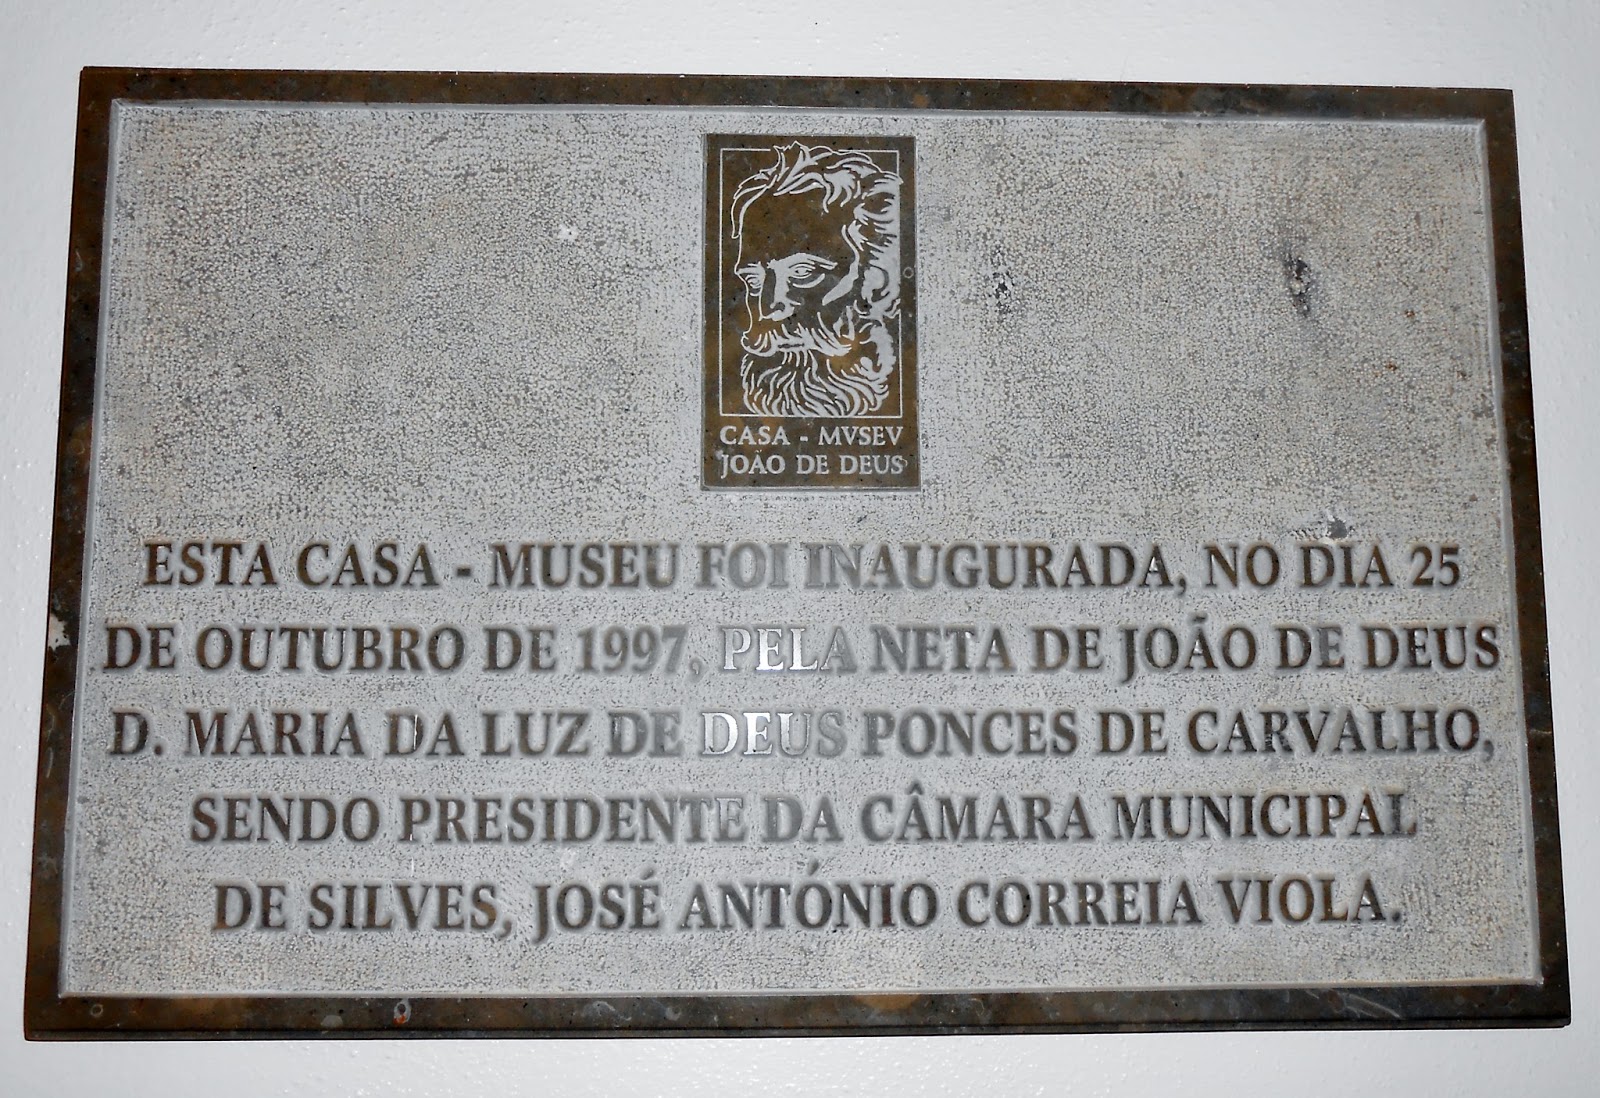 CASA - MVSEV
JOÃO DE DEUS
ESTA CASA - MUSEU FOI INAUGURADA, NO DIA 25
DE OUTUBRO DE 1997, PELA NETA DE JOÃO DE DEUS
D. MARIA DA LUZ DE DEUS PONCES DE CARVALHO,
SENDO PRESIDENTE DA CÂMARA MUNICIPAL
DE SILVES, JOSÉ ANTÓNIO CORREIA VIOLA.